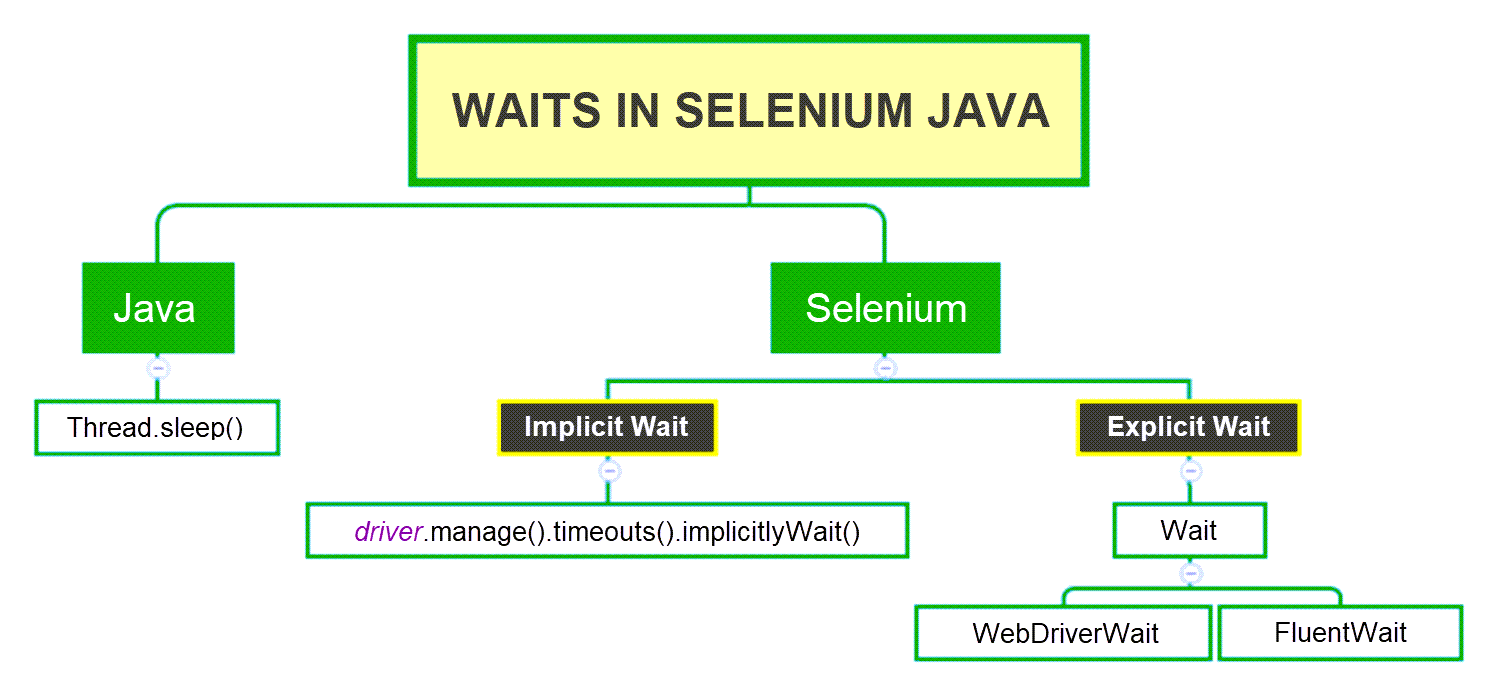 WAITS IN SELENIUM JAVA
Java
Selenium
Thread.sleep()
Implicit Wait
Explicit Wait
driver.manage().timeouts().implicitlyWait()
Wait
WebDriverWait
FluentWait